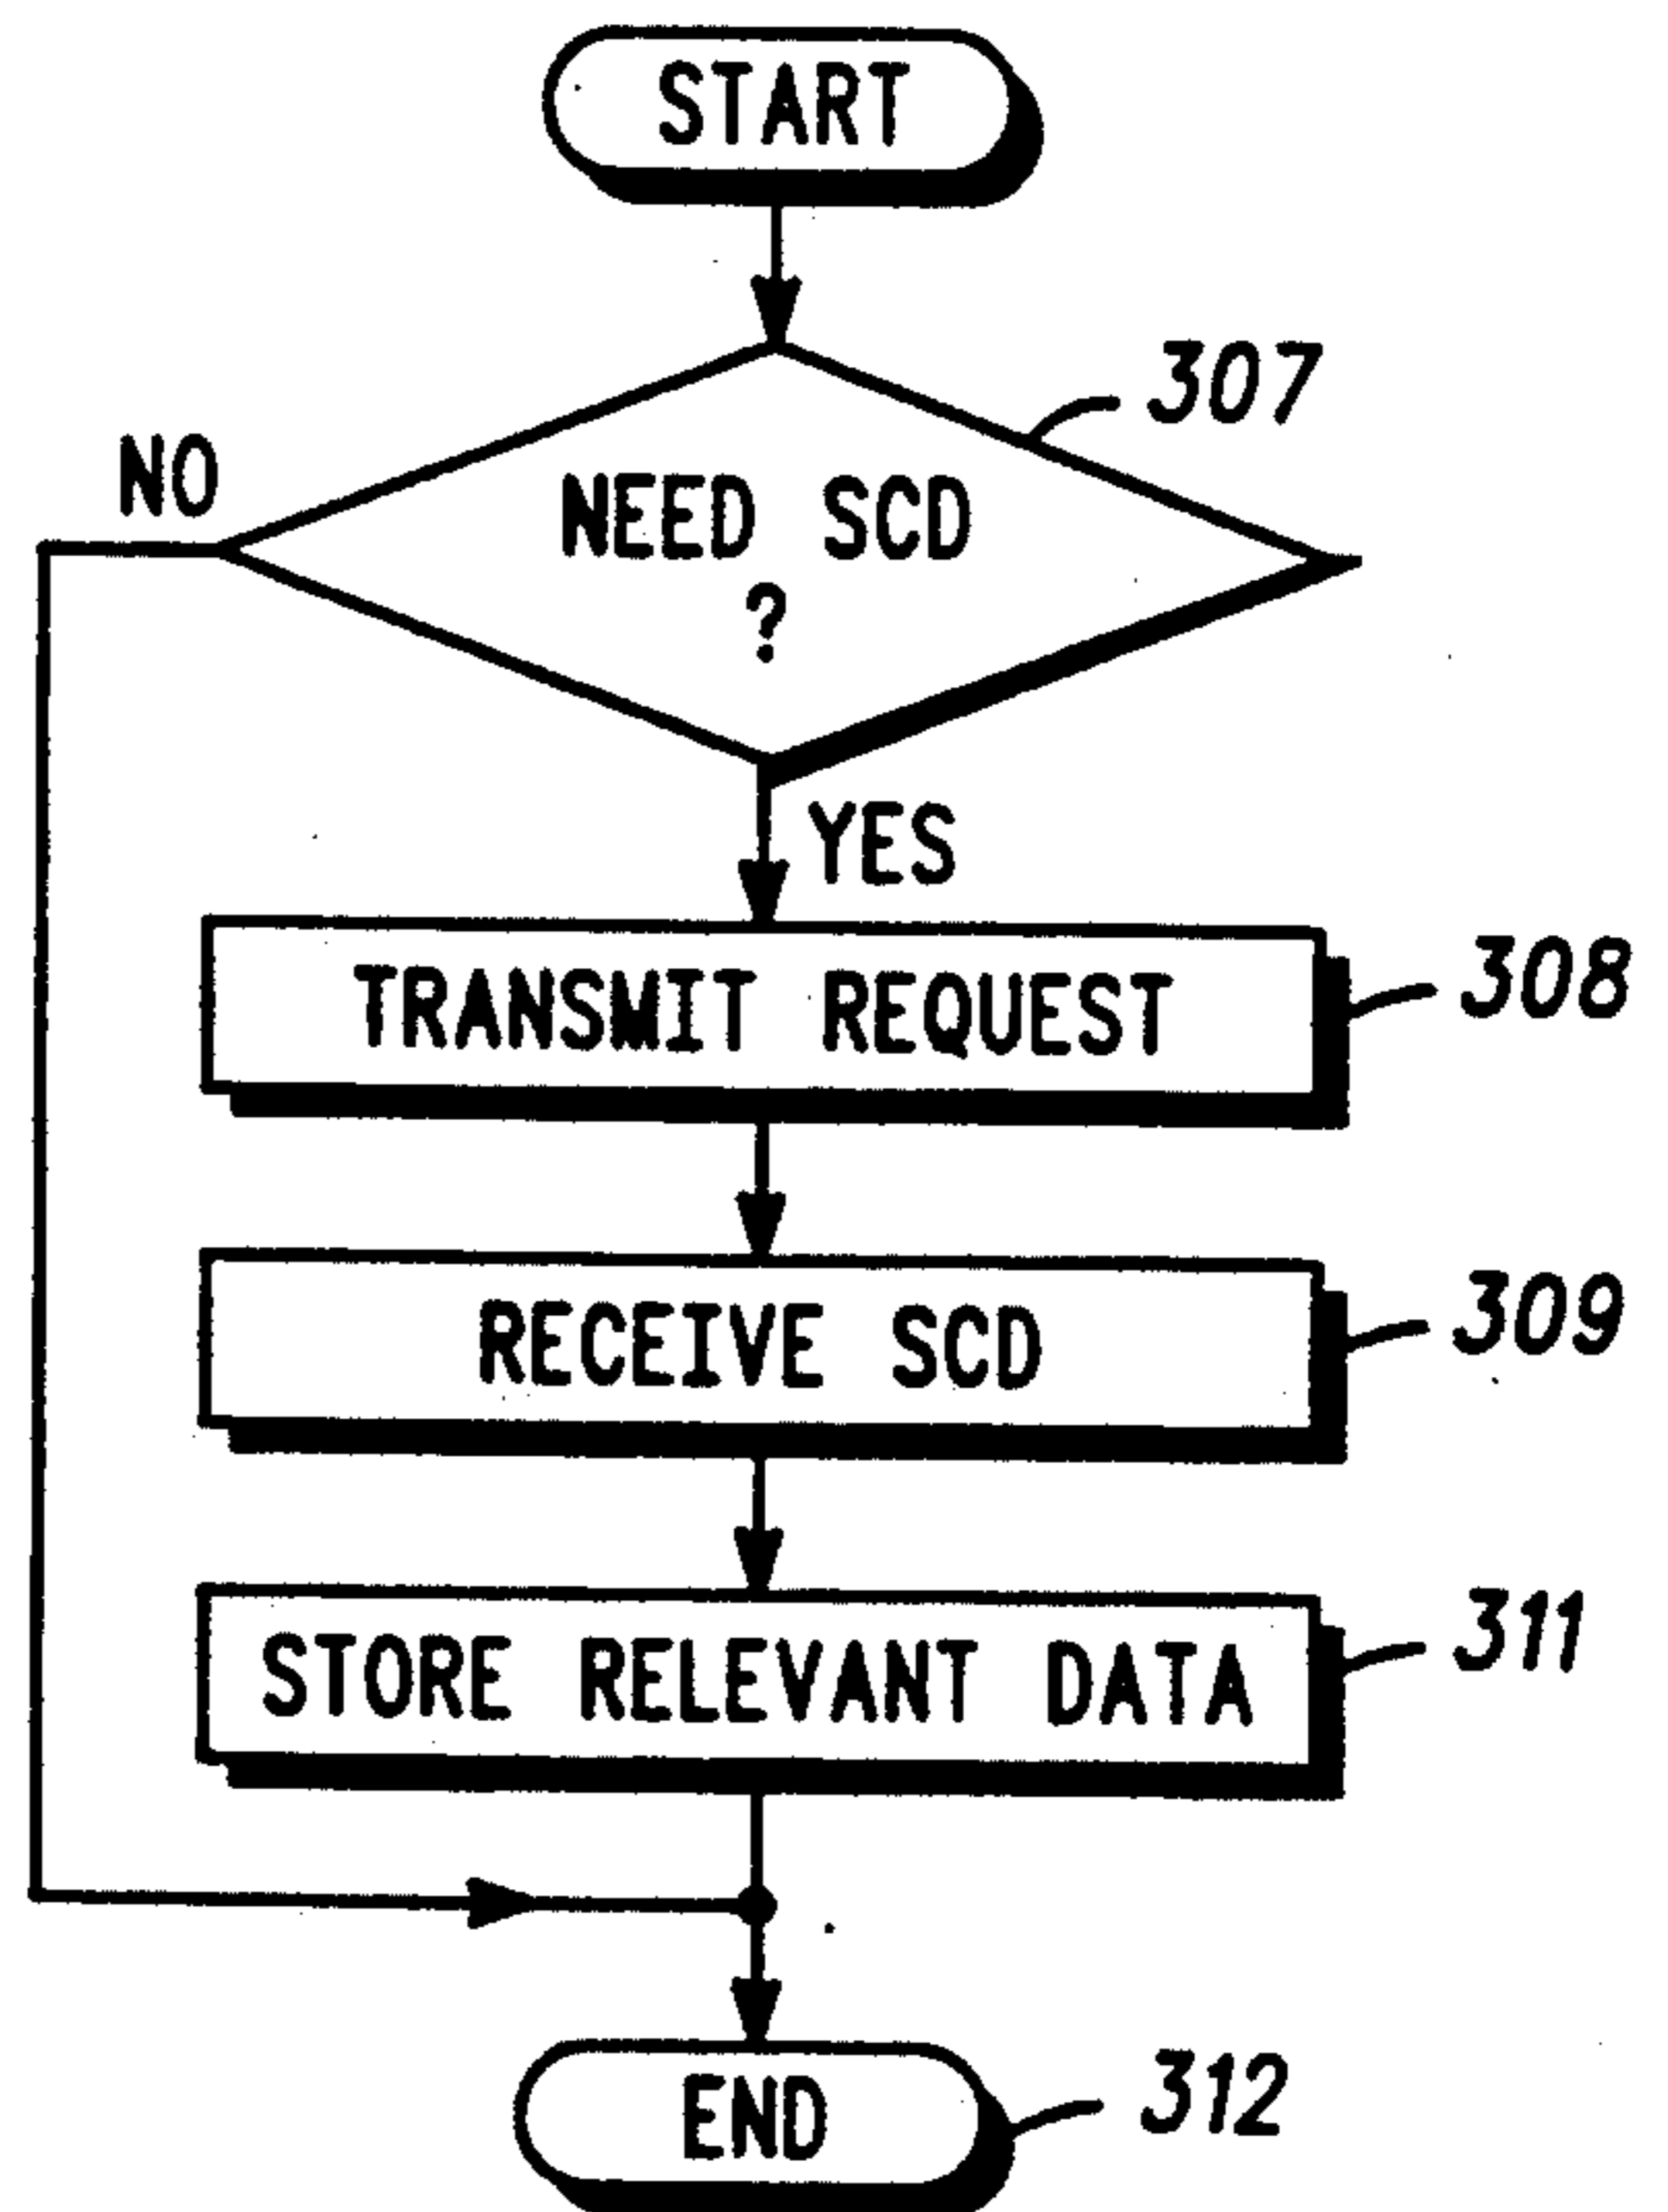 START
307
NO
NEED SCD
?
YES
TRANSMIT REQUEST
308
RECEIVE SCD
309
STORE RELEVANT DATA
311
END
312